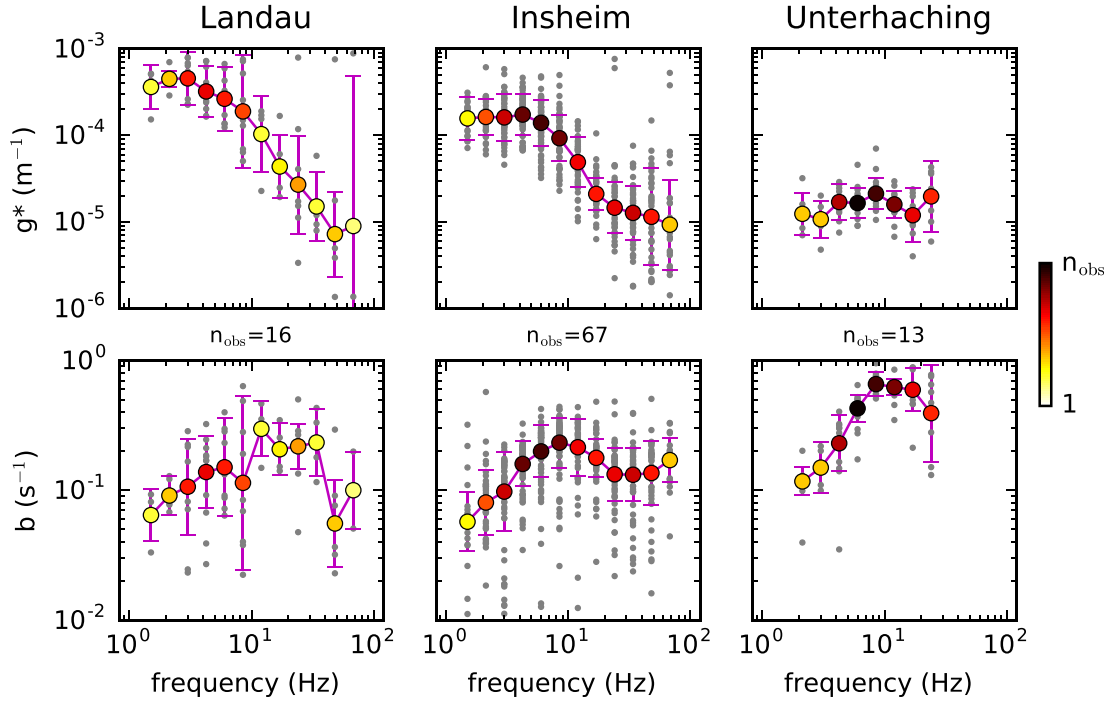 Landau Insheim Unterhaching
10⁻³
10⁻⁴
10⁻⁵
10⁻⁶
g* (m⁻¹)
n_obs
1
n_obs=16 n_obs=67 n_obs=13
10⁰
10⁻¹
10⁻²
b (s⁻¹)
10⁰ 10¹ 10² 10⁰ 10¹ 10² 10⁰ 10¹ 10²
frequency (Hz) frequency (Hz) frequency (Hz)